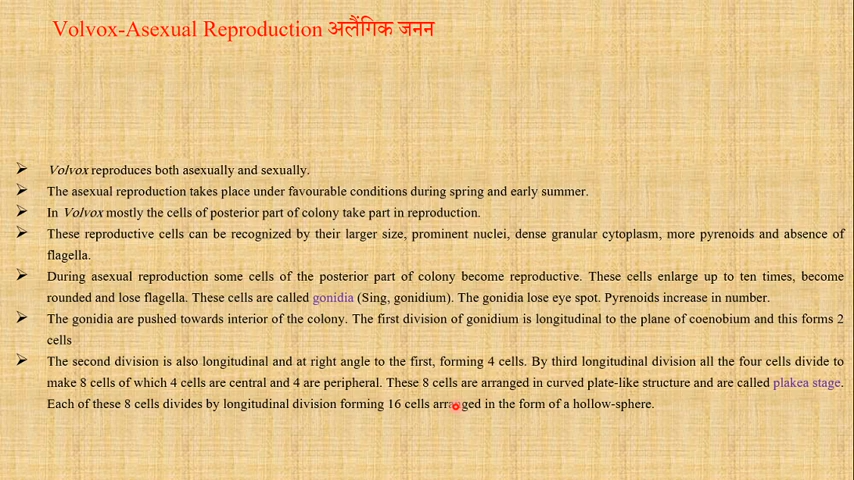 Volvox-Asexual Reproduction अलैंगिक जनन
➢ Volvox reproduces both asexually and sexually.
➢ The asexual reproduction takes place under favourable conditions during spring and early summer.
➢ In Volvox mostly the cells of posterior part of colony take part in reproduction.
➢ These reproductive cells can be recognized by their larger size, prominent nuclei, dense granular cytoplasm, more pyrenoids and absence of
flagella.
➢ During asexual reproduction some cells of the posterior part of colony become reproductive. These cells enlarge up to ten times, become
rounded and lose flagella. These cells are called gonidia (Sing, gonidium). The gonidia lose eye spot. Pyrenoids increase in number.
➢ The gonidia are pushed towards interior of the colony. The first division of gonidium is longitudinal to the plane of coenobium and this forms 2
cells
➢ The second division is also longitudinal and at right angle to the first, forming 4 cells. By third longitudinal division all the four cells divide to
make 8 cells of which 4 cells are central and 4 are peripheral. These 8 cells are arranged in curved plate-like structure and are called plakea stage.
Each of these 8 cells divides by longitudinal division forming 16 cells arranged in the form of a hollow-sphere.